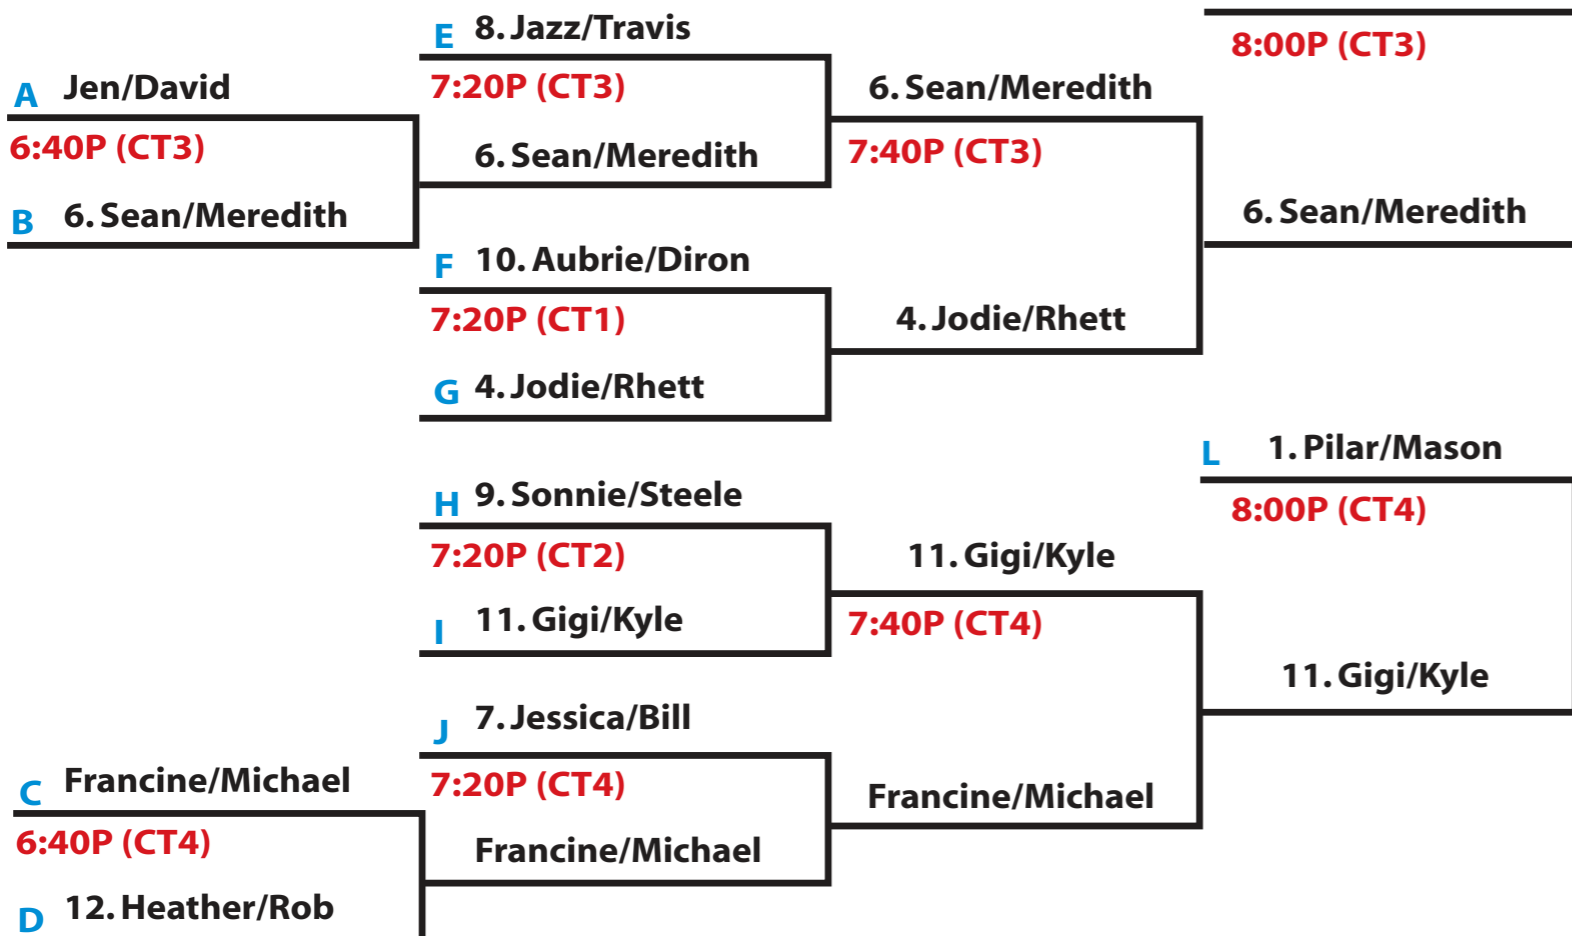 A Jen/David
6:40P (CT3)
B 6. Sean/Meredith
C Francine/Michael
6:40P (CT4)
D 12. Heather/Rob
E 8. Jazz/Travis
7:20P (CT3)
6. Sean/Meredith
F 10. Aubrie/Diron
7:20P (CT1)
G 4. Jodie/Rhett
H 9. Sonnie/Steele
7:20P (CT2)
I 11. Gigi/Kyle
J 7. Jessica/Bill
7:20P (CT4)
Francine/Michael
6. Sean/Meredith
7:40P (CT3)
4. Jodie/Rhett
11. Gigi/Kyle
7:40P (CT4)
Francine/Michael
8:00P (CT3)
6. Sean/Meredith
L 1. Pilar/Mason
8:00P (CT4)
11. Gigi/Kyle